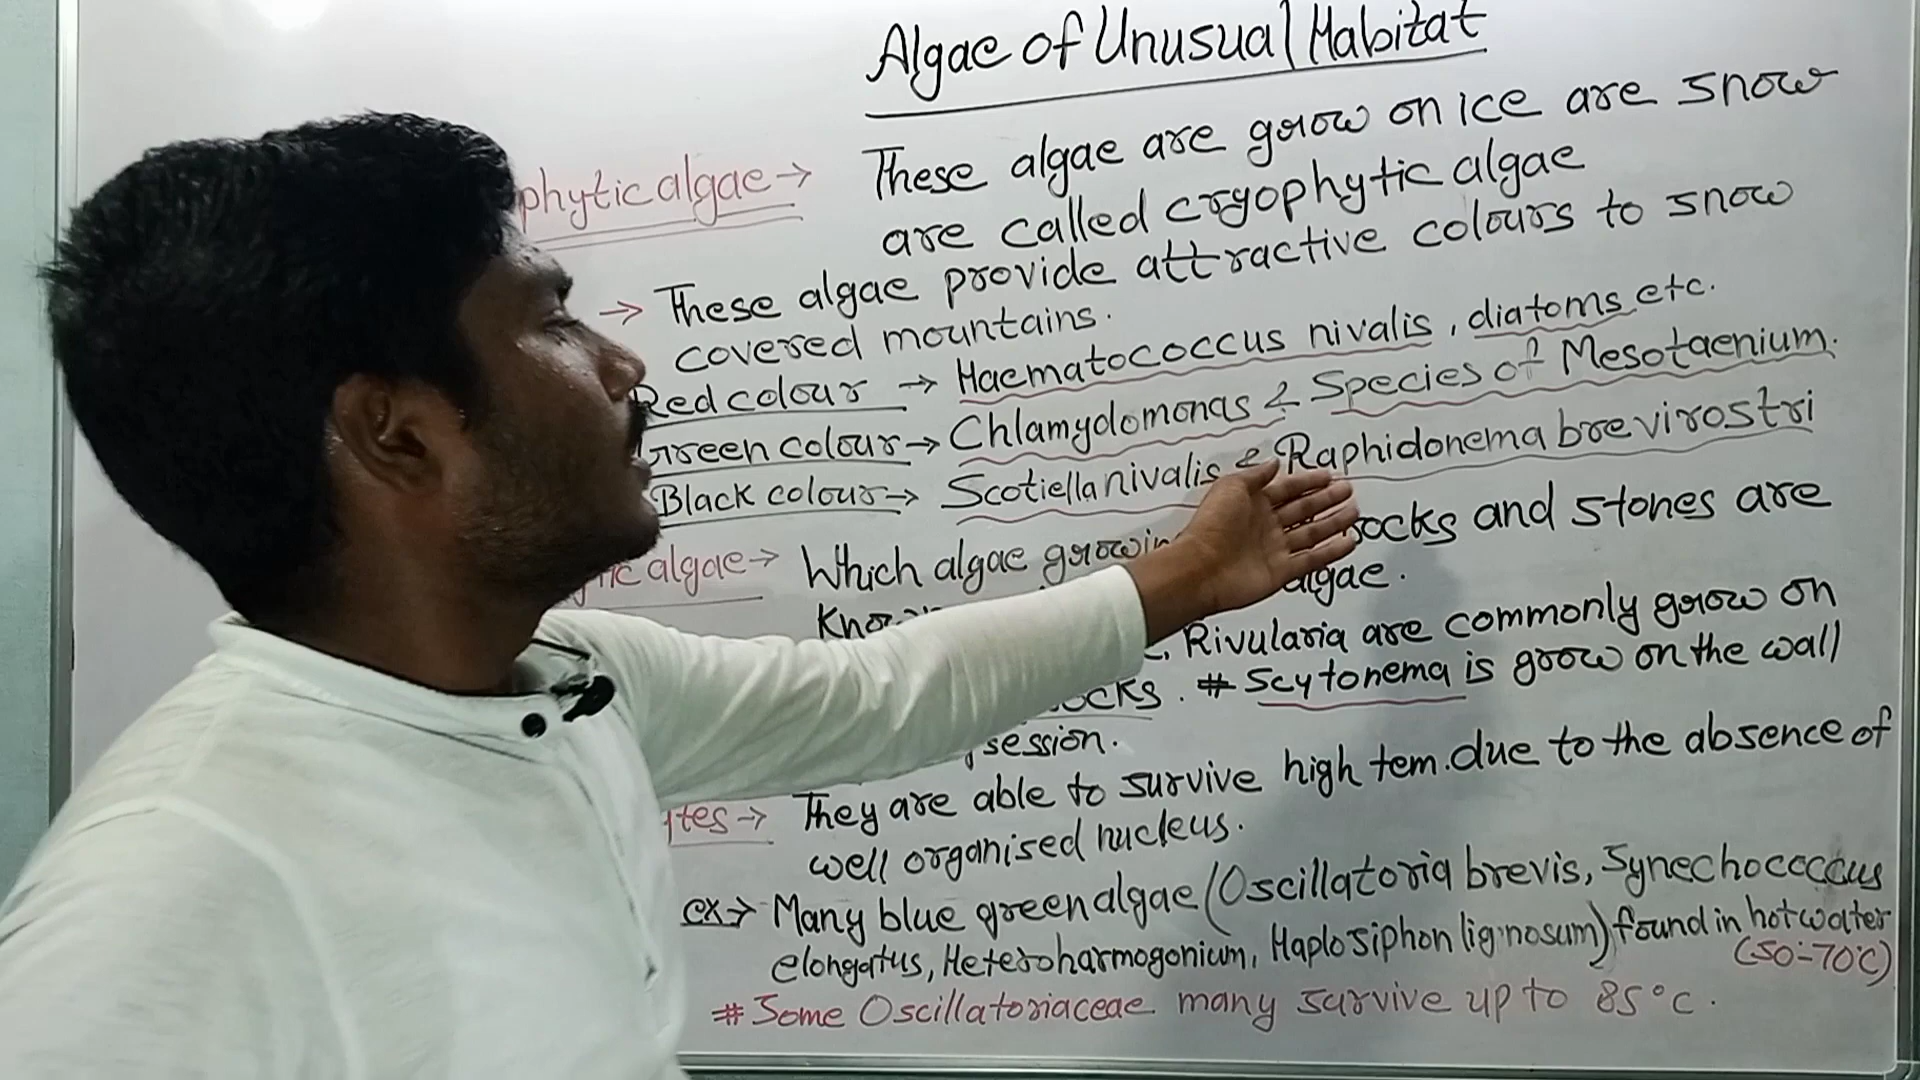 Algae of Unusual Habitat
phytic algae → These algae are grow on ice are snow
are called cryophytic algae
→ These algae provide attractive colours to snow
covered mountains.
Red colour → Haematococcus nivalis, diatoms etc.
Green colour → Chlamydomonas & Species of Mesotaenium.
Black colour → Scotiella nivalis & Raphidonema brevirostri
algae → Which algae growing rocks and stones are
algae.
Rivularia are commonly grow on
ocks. # Scytonema is grow on the wall
session.
ytes → They are able to survive high tem. due to the absence of
well organised nucleus.
ex → Many blue green algae (Oscillatoria brevis, Synechococcus
elongatus, Heteroharmogonium, Haplosiphon lignosum) found in hot water
(50-70°C)
# Some Oscillatoriaceae many survive up to 85°C.